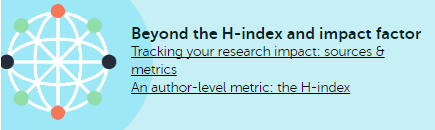 Beyond the H-index and impact factor
Tracking your research impact: sources &
metrics
An author-level metric: the H-index